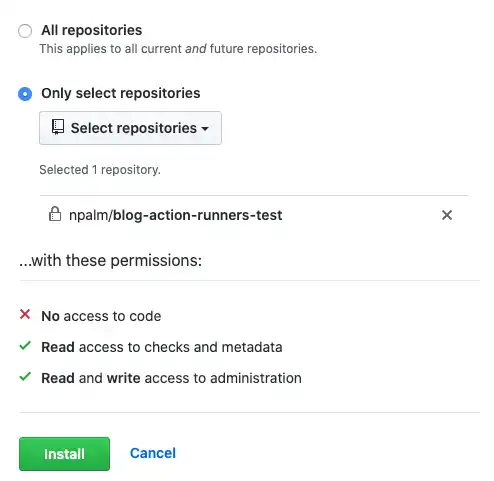 All repositories
This applies to all current and future repositories.
Only select repositories
Select repositories
Selected 1 repository.
npalm/blog-action-runners-test
...with these permissions:
No access to code
Read access to checks and metadata
Read and write access to administration
Install Cancel